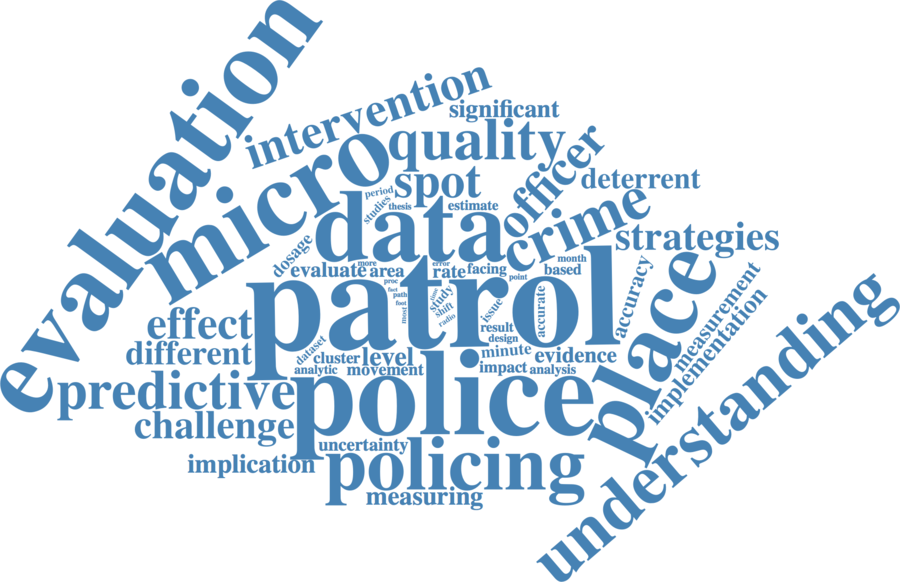 evaluation
intervention
significant
micro
quality
officer
spot
deterrent
period
studies
thesis
estimate
data
crime
strategies
dosage
more
error
month
evaluate
area
rate
facing
based
point
proc
patrol
place
accuracy
measurement
fact
path
foot
study
shift
radio
issue
accurate
implementation
effect
result
design
different
dataset
cluster
level
minute
evidence
analytic
movement
impact
analysis
predictive
police
understanding
challenge
uncertainty
implication
policing
measuring